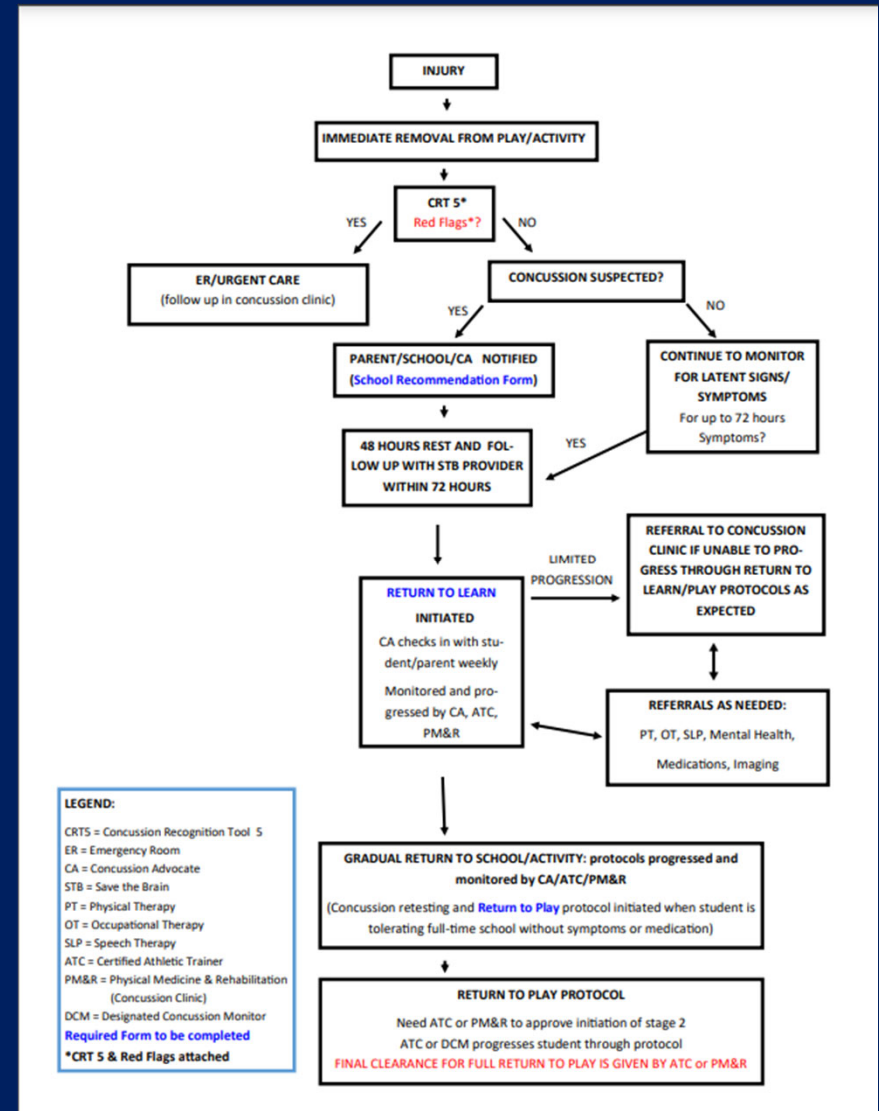 INJURY
IMMEDIATE REMOVAL FROM PLAY/ACTIVITY
CRT 5*
Red Flags*?
YES
NO
ER/URGENT CARE
(follow up in concussion clinic)
CONCUSSION SUSPECTED?
YES
NO
PARENT/SCHOOL/CA NOTIFIED
(School Recommendation Form)
CONTINUE TO MONITOR
FOR LATENT SIGNS/
SYMPTOMS
For up to 72 hours
Symptoms?
YES
48 HOURS REST AND FOL-
LOW UP WITH STB PROVIDER
WITHIN 72 HOURS
RETURN TO LEARN
INITIATED
CA checks in with stu-
dent/parent weekly
Monitored and pro-
gressed by CA, ATC,
PM&R
LIMITED
PROGRESSION
REFERRAL TO CONCUSSION
CLINIC IF UNABLE TO PRO-
GRESS THROUGH RETURN TO
LEARN/PLAY PROTOCOLS AS
EXPECTED
REFERRALS AS NEEDED:
PT, OT, SLP, Mental Health,
Medications, Imaging
LEGEND:
CRT5 = Concussion Recognition Tool 5
ER = Emergency Room
CA = Concussion Advocate
STB = Save the Brain
PT = Physical Therapy
OT = Occupational Therapy
SLP = Speech Therapy
ATC = Certified Athletic Trainer
PM&R = Physical Medicine & Rehabilitation
(Concussion Clinic)
DCM = Designated Concussion Monitor
Required Form to be completed
*CRT 5 & Red Flags attached
GRADUAL RETURN TO SCHOOL/ACTIVITY: protocols progressed and
monitored by CA/ATC/PM&R
(Concussion retesting and Return to Play protocol initiated when student is
tolerating full-time school without symptoms or medication)
RETURN TO PLAY PROTOCOL
Need ATC or PM&R to approve initiation of stage 2
ATC or DCM progresses student through protocol
FINAL CLEARANCE FOR FULL RETURN TO PLAY IS GIVEN BY ATC or PM&R